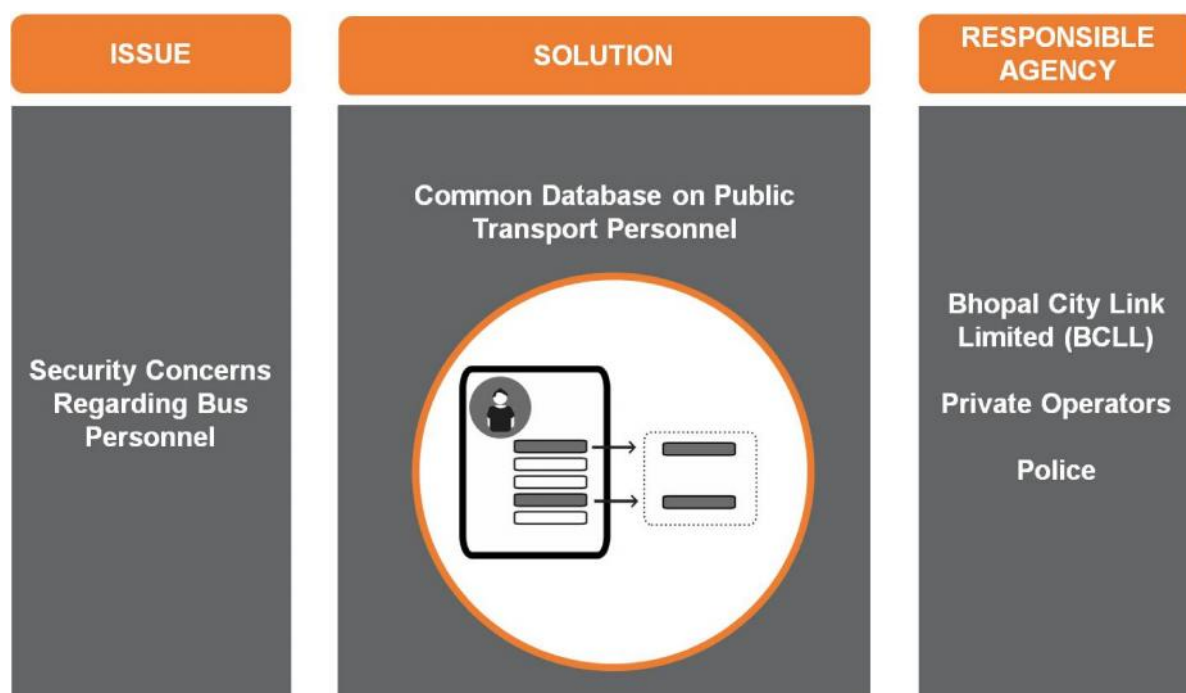 ISSUE
Security Concerns
Regarding Bus
Personnel
SOLUTION
Common Database on Public
Transport Personnel
RESPONSIBLE
AGENCY
Bhopal City Link
Limited (BCLL)
Private Operators
Police